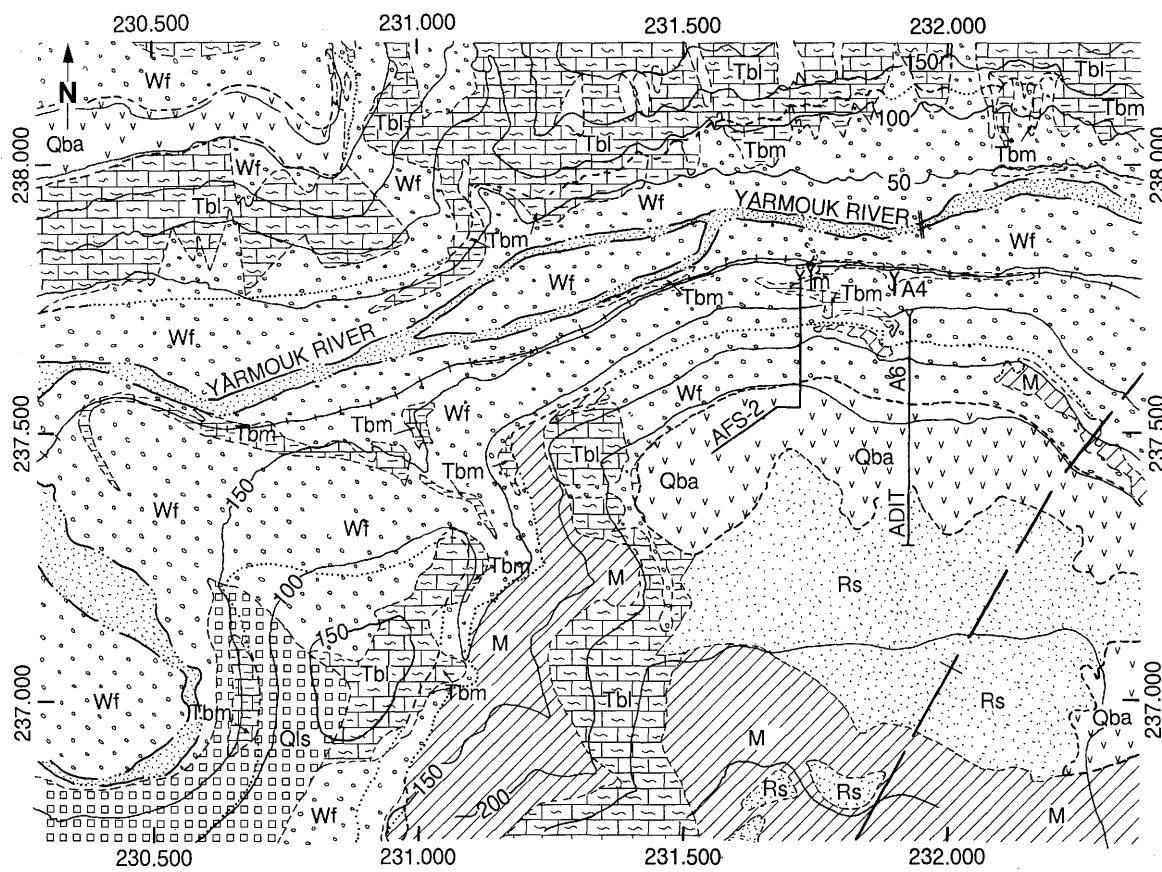 230.500 231.000 231.500 232.000
Wf
150
Tbl
Tbl
N
Tbm
Qba
Tbl
100
Tbl
Tbm
Tbm
238.000
238.000
Wf
Wf
50
Tbl
Wf
YARMOUK RIVER
Tbm
Wf
Wf
Tbm
Tbm
A4
Wf
YARMOUK RIVER
A6
M
Wf
Wf
AFS-2
237.500
237.500
Tbm
Tbm
Tbm
Tbl
Qba
Qba
150
Wf
Wf
ADIT
Tbm
100
M
Rs
150
M
Tbl
Tbm
Wf
Tbm
Tbl
Rs
Qba
237.000
237.000
Qls
M
Rs
Rs
150
200
Wf
M
M
230.500 231.000 231.500 232.000